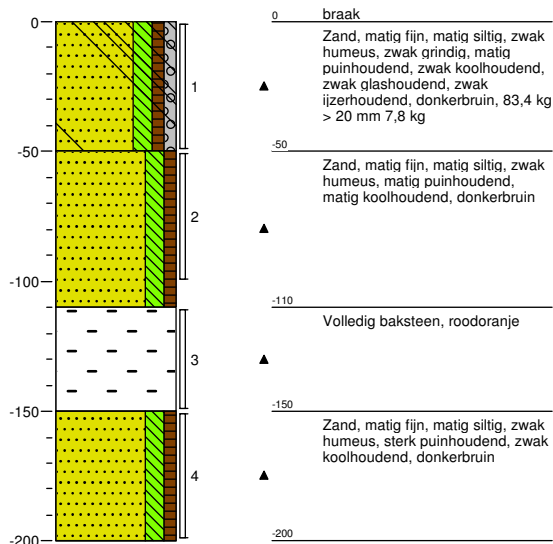 0
-50
-100
-150
-200
1
2
3
4
0
braak
Zand, matig fijn, matig siltig, zwak
humeus, zwak grindig, matig
puinhoudend, zwak koolhoudend,
zwak glashoudend, zwak
ijzerhoudend, donkerbruin, 83,4 kg
> 20 mm 7,8 kg
-50
Zand, matig fijn, matig siltig, zwak
humeus, matig puinhoudend,
matig koolhoudend, donkerbruin
-110
Volledig baksteen, roodoranje
-150
Zand, matig fijn, matig siltig, zwak
humeus, sterk puinhoudend, zwak
koolhoudend, donkerbruin
-200